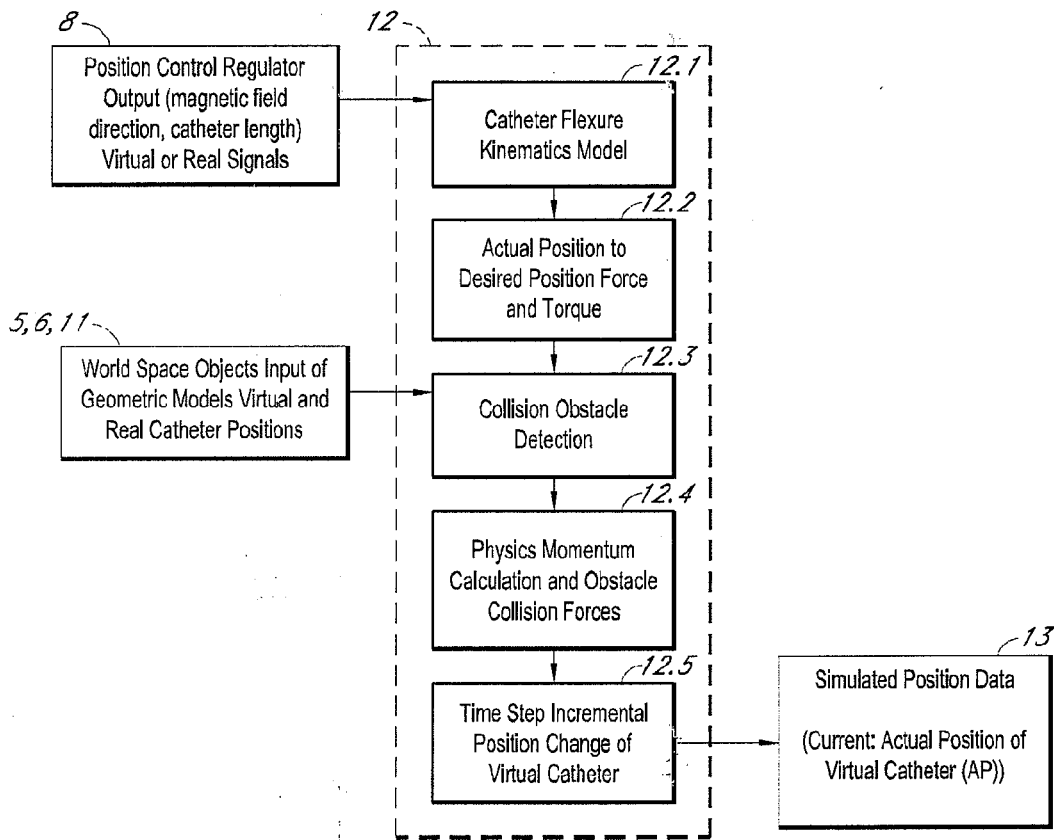 8
Position Control Regulator
Output (magnetic field
direction, catheter length)
Virtual or Real Signals
12
12.1
Catheter Flexure
Kinematics Model
12.2
Actual Position to
Desired Position Force
and Torque
5,6,11
World Space Objects Input of
Geometric Models Virtual and
Real Catheter Positions
12.3
Collision Obstacle
Detection
12.4
Physics Momentum
Calculation and Obstacle
Collision Forces
12.5
Time Step Incremental
Position Change of
Virtual Catheter
13
Simulated Position Data
(Current: Actual Position of
Virtual Catheter (AP))